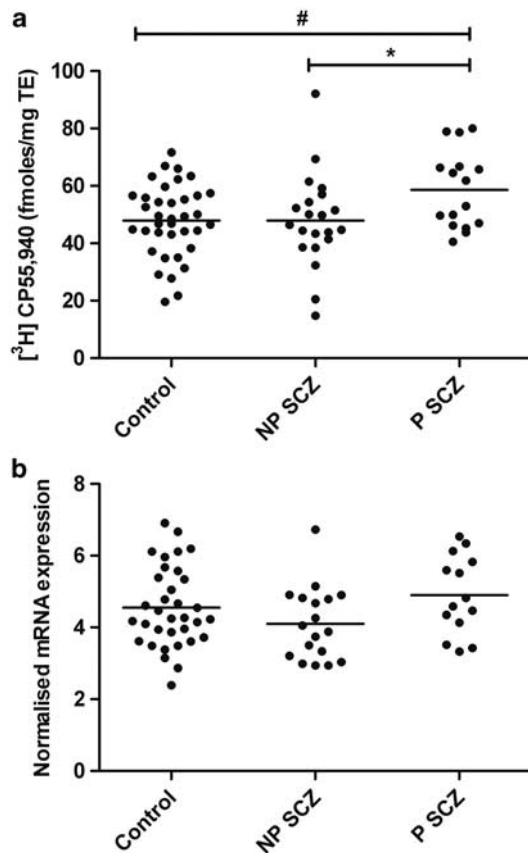 a
#
*
[³H] CP55,940 (fmoles/mg TE)
100
80
60
40
20
0
Control
NP SCZ
P SCZ
b
Normalised mRNA expression
8
6
4
2
0
Control
NP SCZ
P SCZ